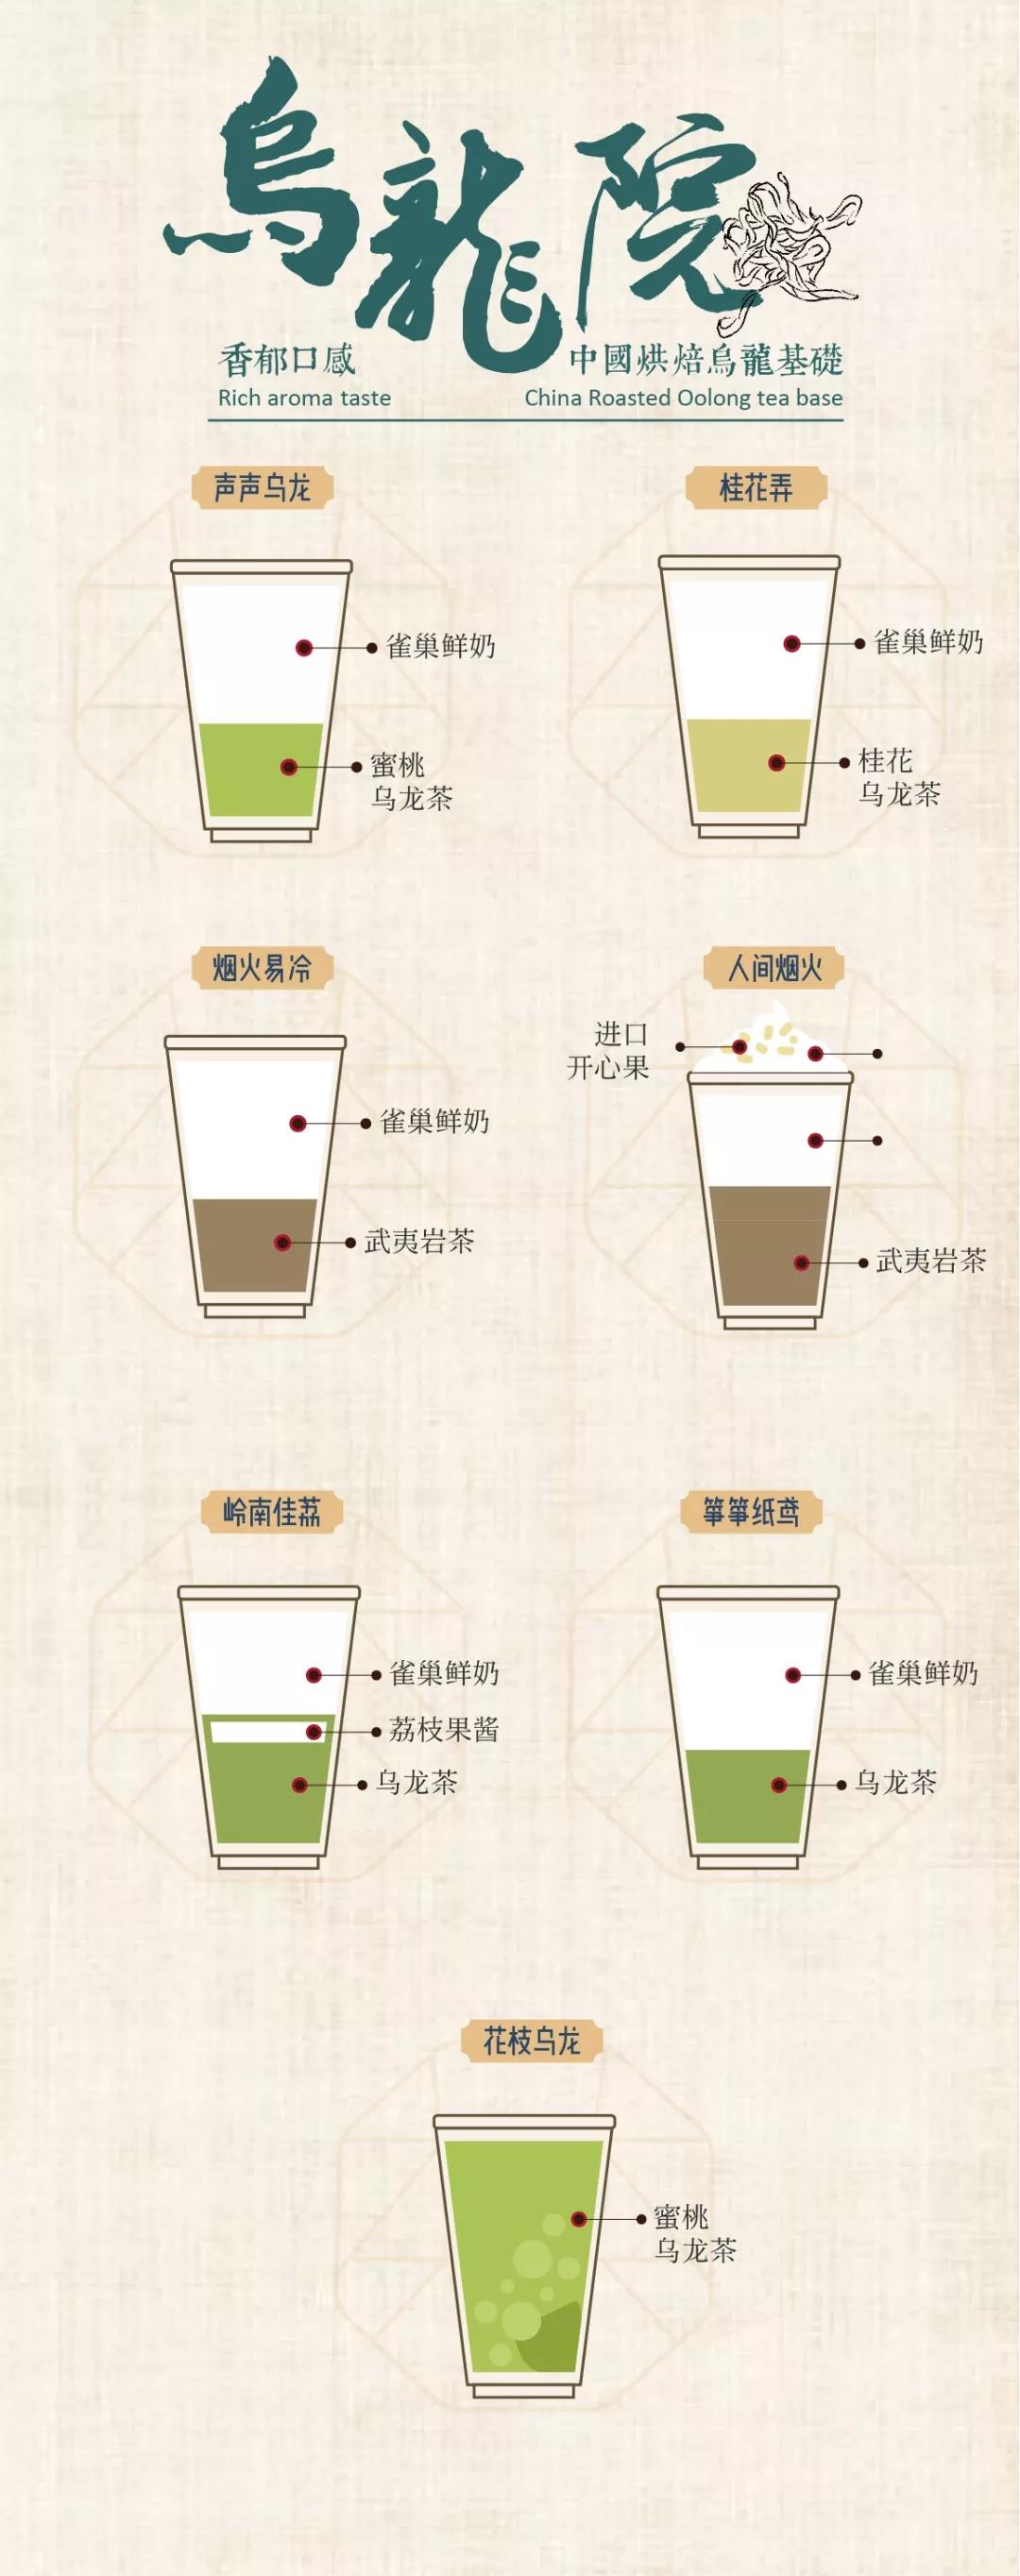 烏龍院
香郁口感
中國烘焙烏龍基礎
Rich aroma taste
China Roasted Oolong tea base
声声乌龙
雀巢鲜奶
蜜桃
乌龙茶
桂花弄
雀巢鲜奶
桂花
乌龙茶
烟火易冷
雀巢鲜奶
武夷岩茶
人间烟火
进口
开心果
武夷岩茶
岭南佳荔
雀巢鲜奶
荔枝果酱
乌龙茶
筝筝纸鸢
雀巢鲜奶
乌龙茶
花枝乌龙
蜜桃
乌龙茶